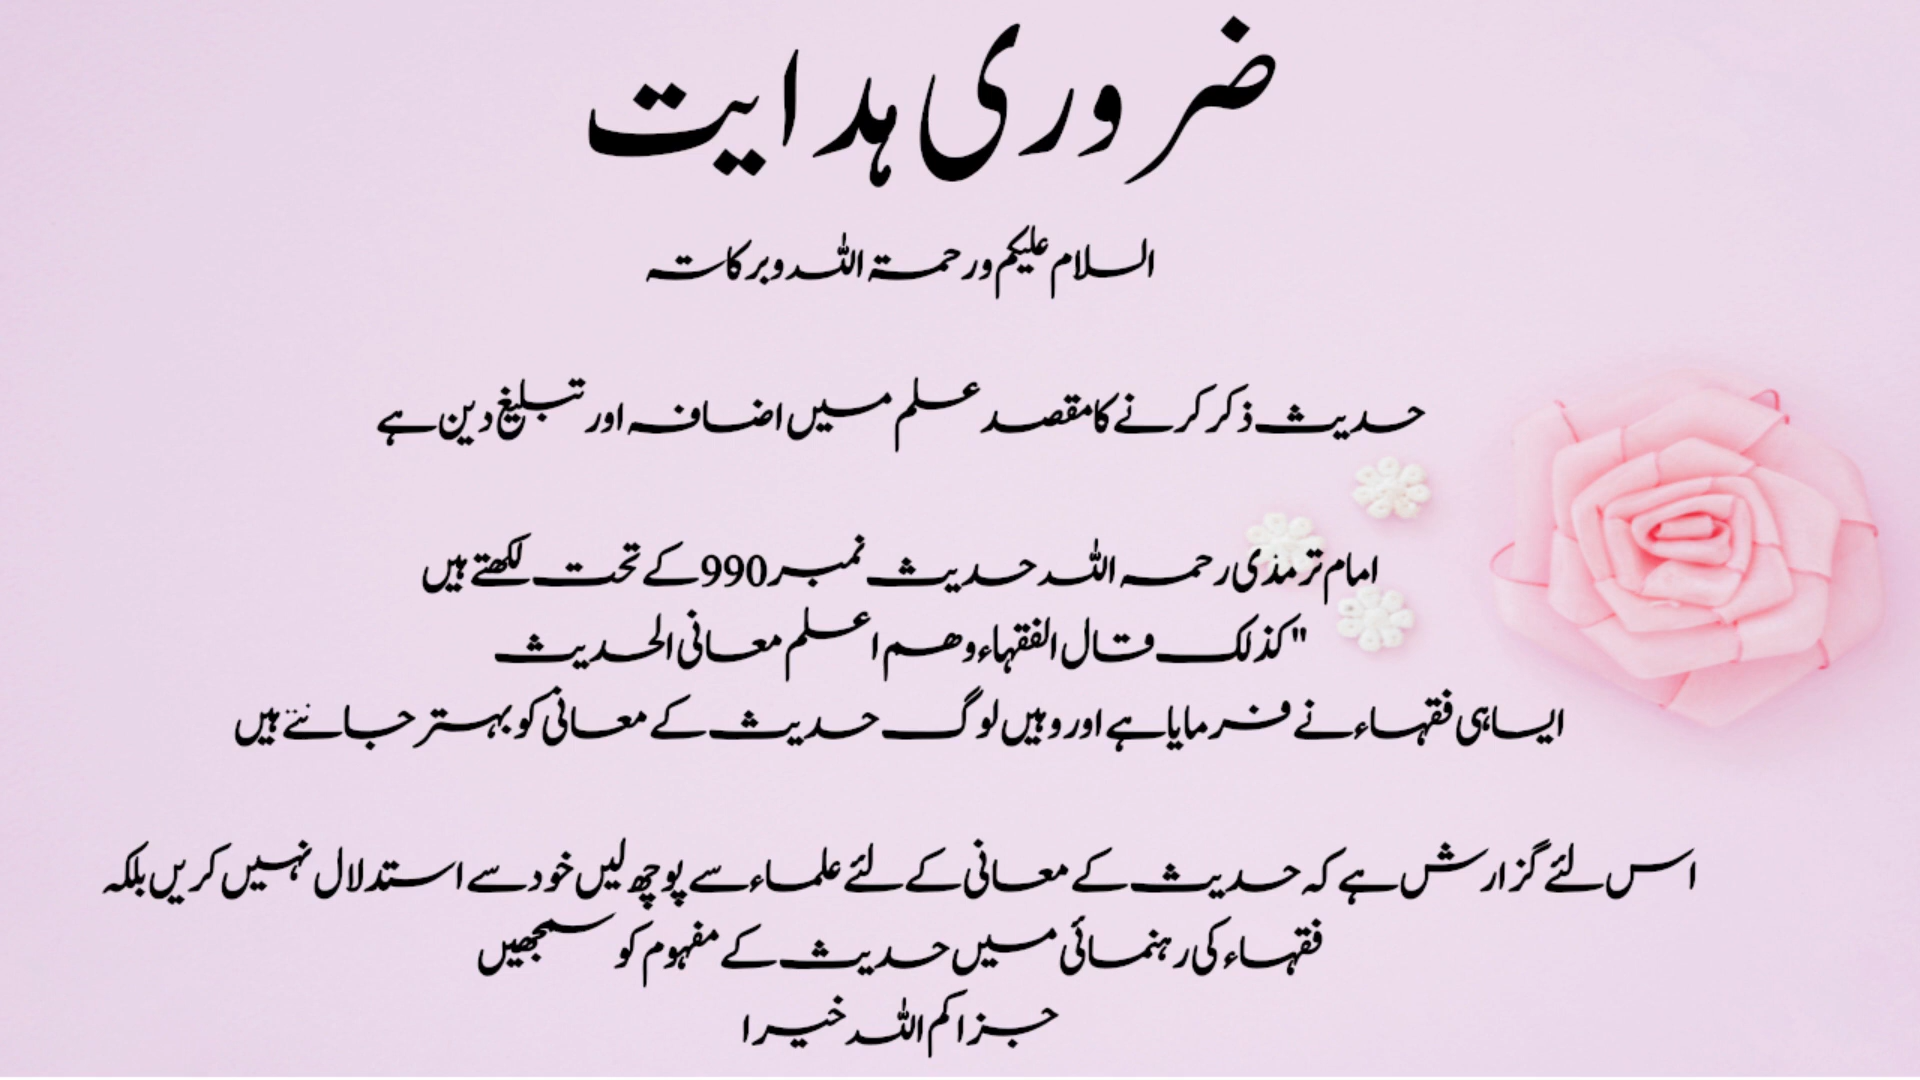 ضروری ہدایت
السلام علیکم ورحمۃ اللہ وبرکاتہ
حدیث ذکر کرنے کا مقصد علم میں اضافہ اور تبلیغ دین ہے
امام ترمذی رحمہ اللہ حدیث نمبر 990 کے تحت لکھتے ہیں
"کذلک قال الفقہاء وھم اعلم معانی الحدیث
ایسا ہی فقہاء نے فرمایا ہے اور وہیں لوگ حدیث کے معانی کو بہتر جانتے ہیں
اس لئے گزارش ہے کہ حدیث کے معانی کے لئے علماء سے پوچھ لیں خود سے استدلال نہیں کریں بلکہ
فقہاء کی رہنمائی میں حدیث کے مفہوم کو سمجھیں
جزاکم اللہ خیرا